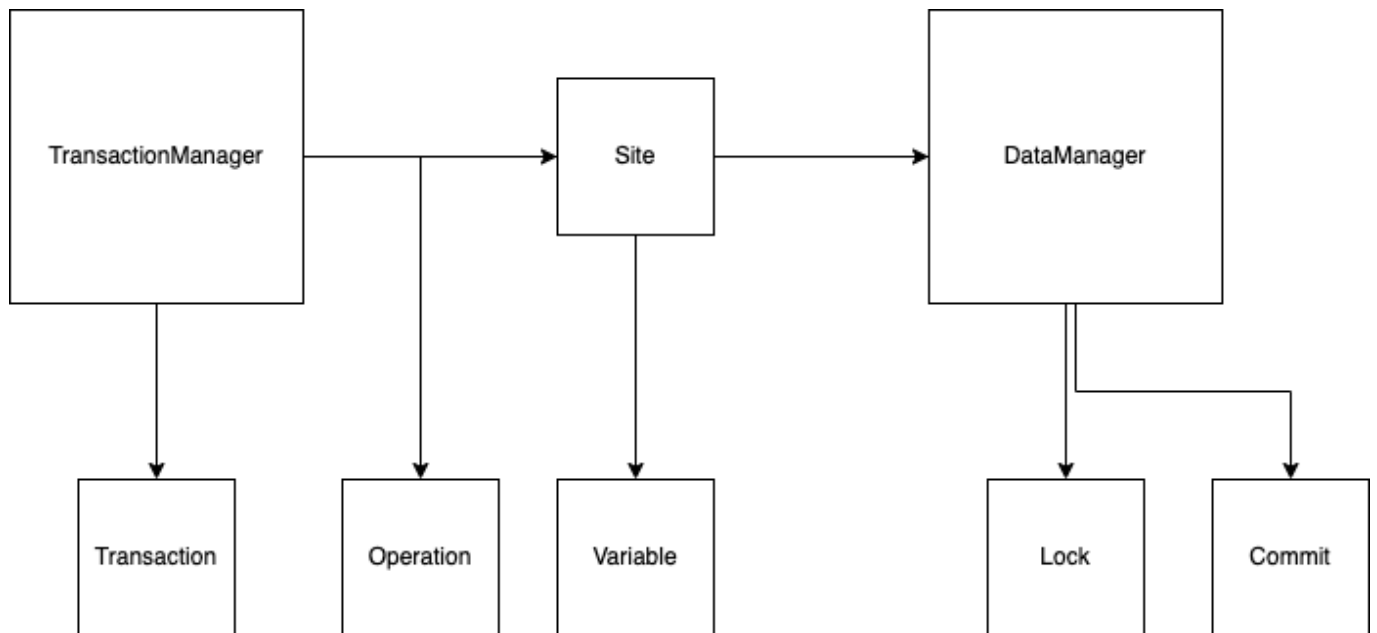 TransactionManager
Site
DataManager
Transaction
Operation
Variable
Lock
Commit